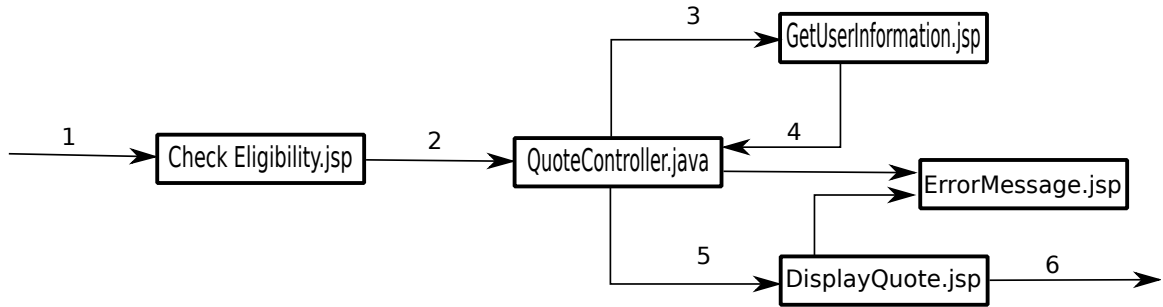 3
GetUserInformation.jsp
1
2
4
Check Eligibility.jsp
QuoteController.java
ErrorMessage.jsp
5
6
DisplayQuote.jsp